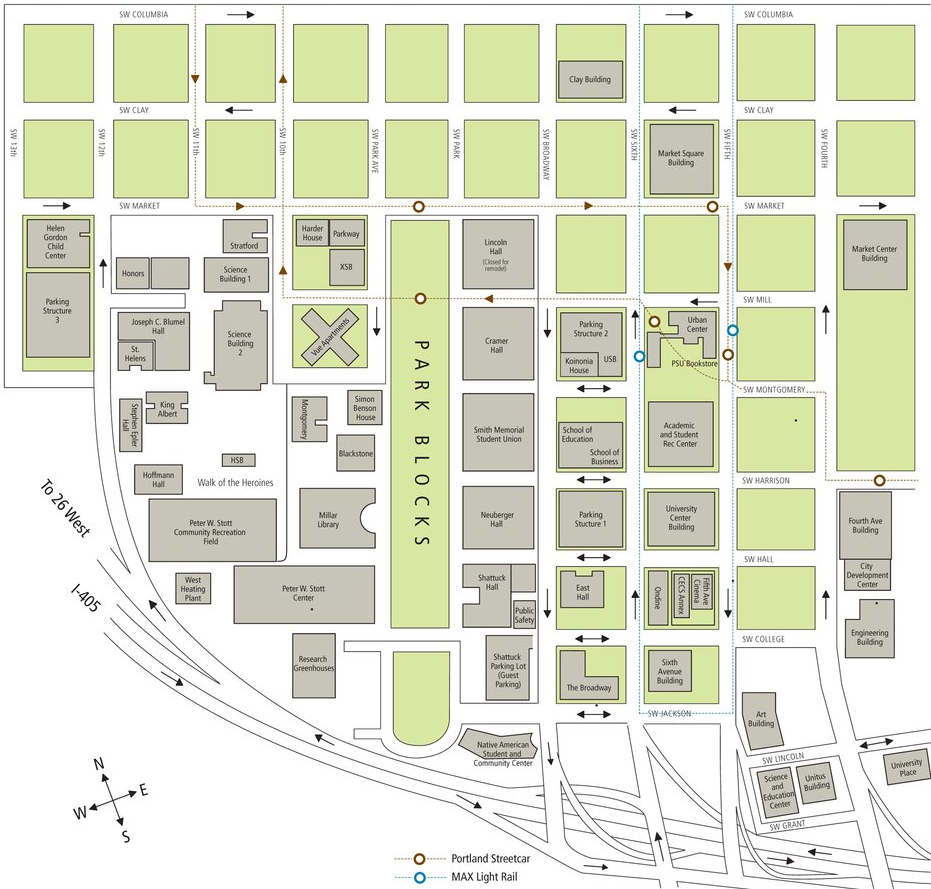 SW COLUMBIA
SW COLUMBIA
Clay Building
SW CLAY
SW CLAY
SW 13th
SW 12th
SW 11th
SW 10th
SW PARK AVE
SW PARK
SW BROADWAY
SW SIXTH
SW FIFTH
SW FOURTH
Market Square
Building
SW MARKET
SW MARKET
Helen
Gordon
Child
Center
Stratford
Harder
House
Parkway
XSB
Lincoln
Hall
(Closed for
remodel)
Market Center
Building
Honors
Science
Building 1
Parking
Structure
3
SW MILL
Joseph C. Blumel
Hall
St.
Helens
Science
Building
2
Vue Apartments
PARK BLOCKS
Cramer
Hall
Parking
Structure 2
Koinonia
House
USB
Urban
Center
PSU Bookstore
SW MONTGOMERY
Stephen Epler
Hall
King
Albert
Montgomery
Simon
Benson
House
Blackstone
Smith Memorial
Student Union
School of
Education
School of
Business
Academic
and Student
Rec Center
HSB
Hoffmann
Hall
Walk of the Heroines
SW HARRISON
To 26 West
Peter W. Stott
Community Recreation
Field
Millar
Library
Neuberger
Hall
Parking
Stucture 1
University
Center
Building
Fourth Ave
Building
SW HALL
City
Development
Center
I-405
West
Heating
Plant
Peter W. Stott
Center
Shattuck
Hall
Public
Safety
East
Hall
Ondine
CECS Annex
Fifth Ave
Cinema
Engineering
Building
SW COLLEGE
Research
Greenhouses
Shattuck
Parking Lot
(Guest
Parking)
The Broadway
Sixth
Avenue
Building
SW JACKSON
Art
Building
Native American
Student and
Community Center
SW LINCOLN
University
Place
Science
and
Education
Center
Unitus
Building
SW GRANT
N
W
E
S
Portland Streetcar
MAX Light Rail